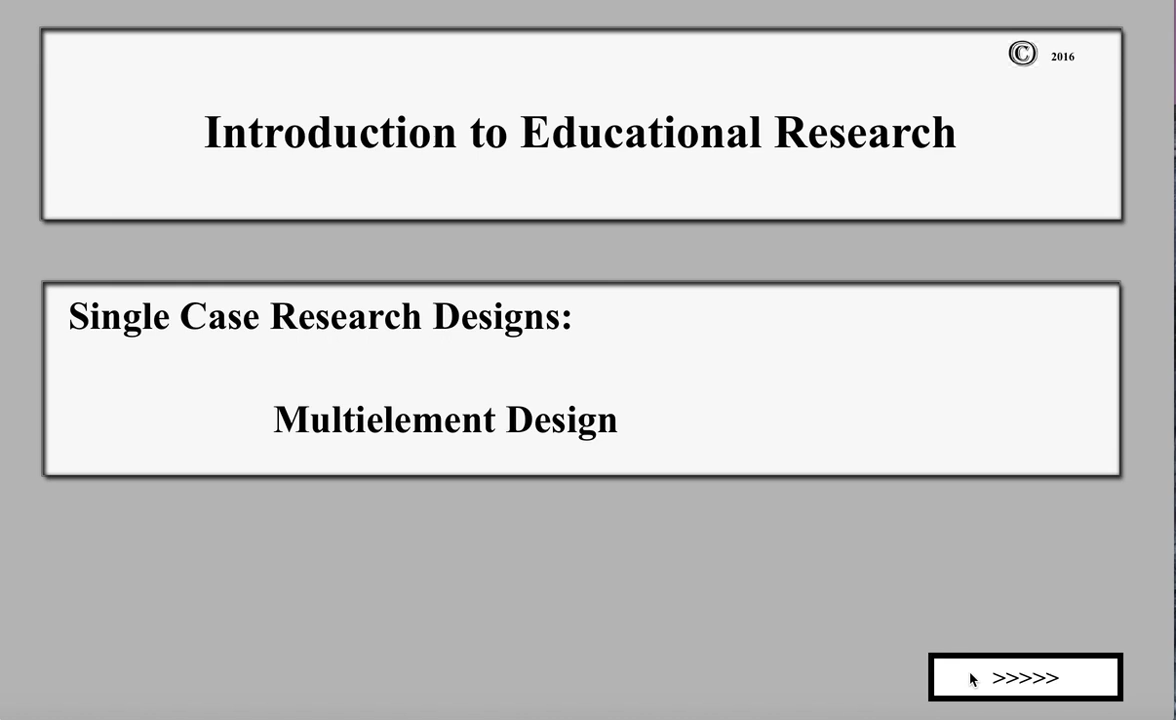 © 2016
Introduction to Educational Research
Single Case Research Designs:
Multielement Design
>>>>>